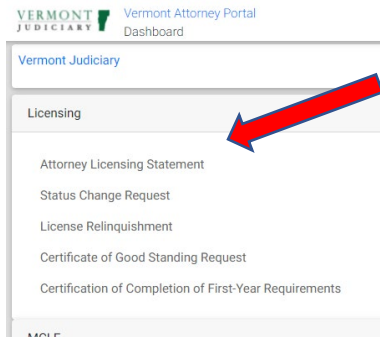 VERMONT
JUDICIARY
Vermont Attorney Portal
Dashboard
Vermont Judiciary
Licensing
Attorney Licensing Statement
Status Change Request
License Relinquishment
Certificate of Good Standing Request
Certification of Completion of First-Year Requirements
MCLE